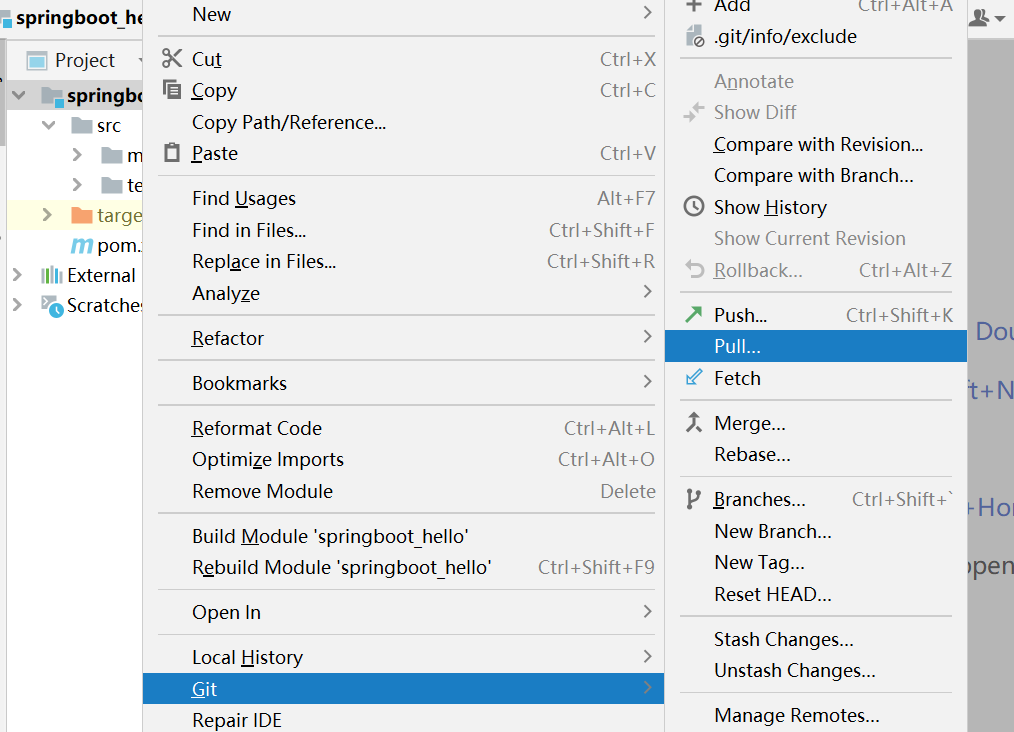 springboot_he
Project
springbo
src
m
te
targe
pom.
External
Scratches
New
Cut Ctrl+X
Copy Ctrl+C
Copy Path/Reference...
Paste Ctrl+V
Find Usages Alt+F7
Find in Files... Ctrl+Shift+F
Replace in Files... Ctrl+Shift+R
Analyze
Refactor
Bookmarks
Reformat Code Ctrl+Alt+L
Optimize Imports Ctrl+Alt+O
Remove Module Delete
Build Module 'springboot_hello'
Rebuild Module 'springboot_hello' Ctrl+Shift+F9
Open In
Local History
Git
Repair IDE
Add Ctrl+Alt+A
.git/info/exclude
Annotate
Show Diff
Compare with Revision...
Compare with Branch...
Show History
Show Current Revision
Rollback... Ctrl+Alt+Z
Push... Ctrl+Shift+K
Pull...
Fetch
Merge...
Rebase...
Branches... Ctrl+Shift+`
New Branch...
New Tag...
Reset HEAD...
Stash Changes...
Unstash Changes...
Manage Remotes...
Dou
ft+N
+Ho
open